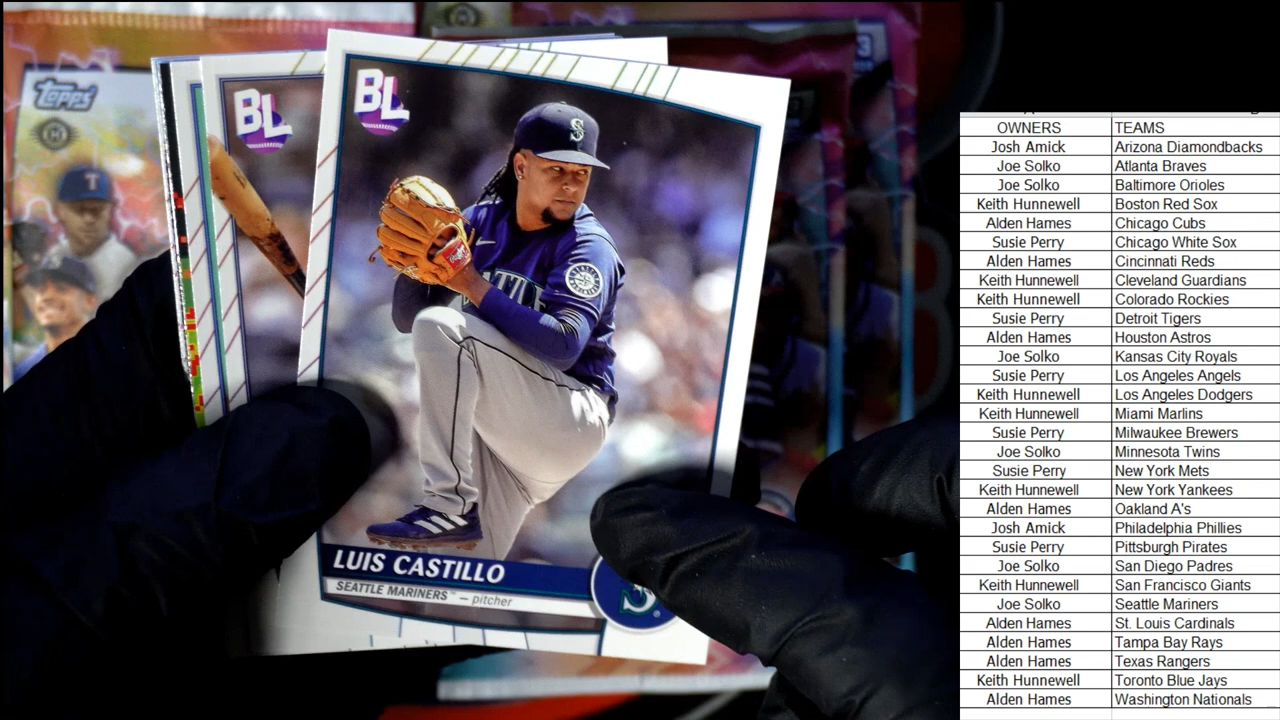 Topps
T
BL
BL
S
LUIS CASTILLO
SEATTLE MARINERS™ — pitcher
S
OWNERS TEAMS
Josh Amick Arizona Diamondbacks
Joe Solko Atlanta Braves
Joe Solko Baltimore Orioles
Keith Hunnewell Boston Red Sox
Alden Hames Chicago Cubs
Susie Perry Chicago White Sox
Alden Hames Cincinnati Reds
Keith Hunnewell Cleveland Guardians
Keith Hunnewell Colorado Rockies
Susie Perry Detroit Tigers
Alden Hames Houston Astros
Joe Solko Kansas City Royals
Susie Perry Los Angeles Angels
Keith Hunnewell Los Angeles Dodgers
Keith Hunnewell Miami Marlins
Susie Perry Milwaukee Brewers
Joe Solko Minnesota Twins
Susie Perry New York Mets
Keith Hunnewell New York Yankees
Alden Hames Oakland A's
Josh Amick Philadelphia Phillies
Susie Perry Pittsburgh Pirates
Joe Solko San Diego Padres
Keith Hunnewell San Francisco Giants
Joe Solko Seattle Mariners
Alden Hames St. Louis Cardinals
Alden Hames Tampa Bay Rays
Alden Hames Texas Rangers
Keith Hunnewell Toronto Blue Jays
Alden Hames Washington Nationals